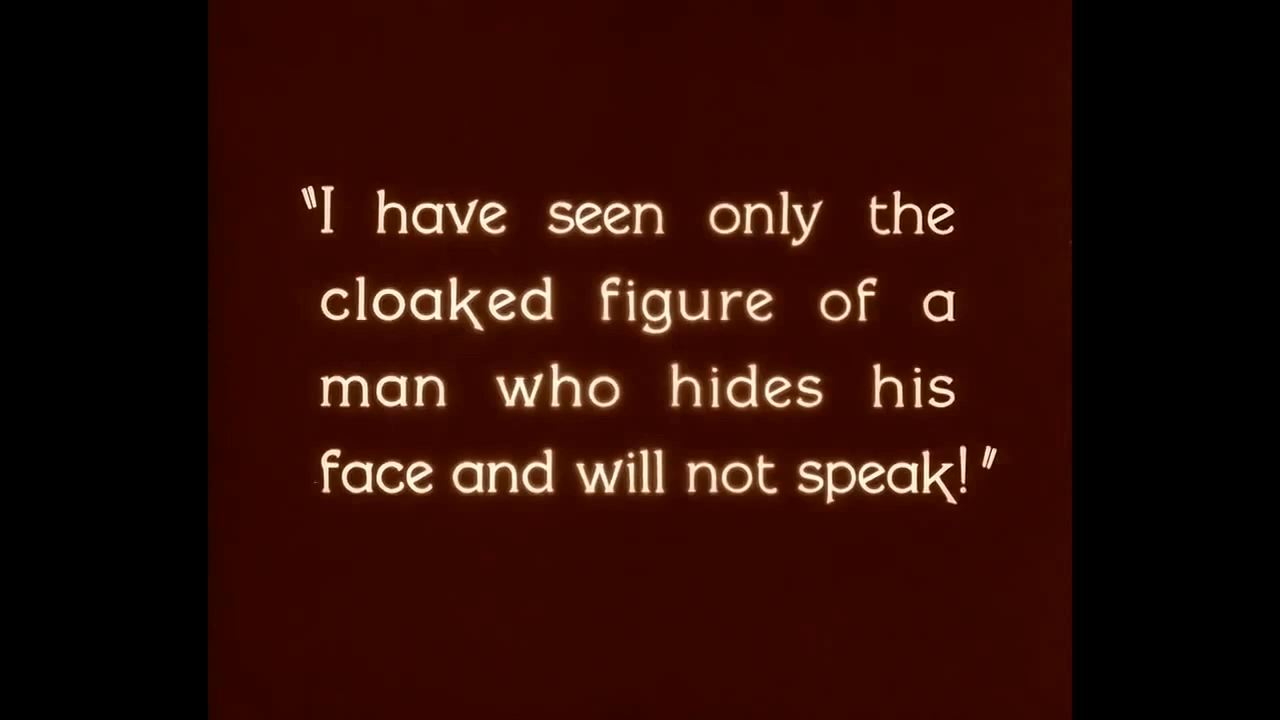 "I have seen only the
cloaked figure of a
man who hides his
face and will not speak!"